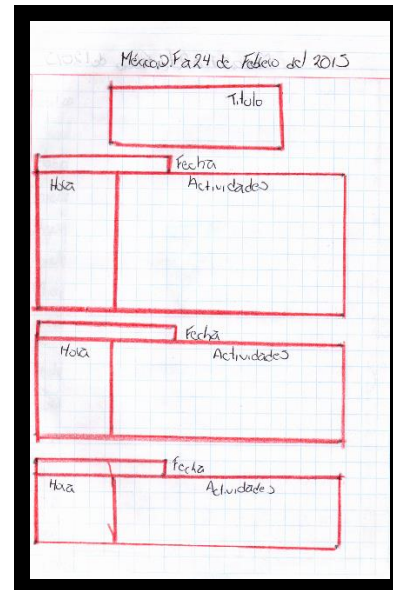 México D.F a 24 de Febrero del 2015
Titulo
Fecha
Hora Actividades
Fecha
Hora Actividades
Fecha
Hora Actividades